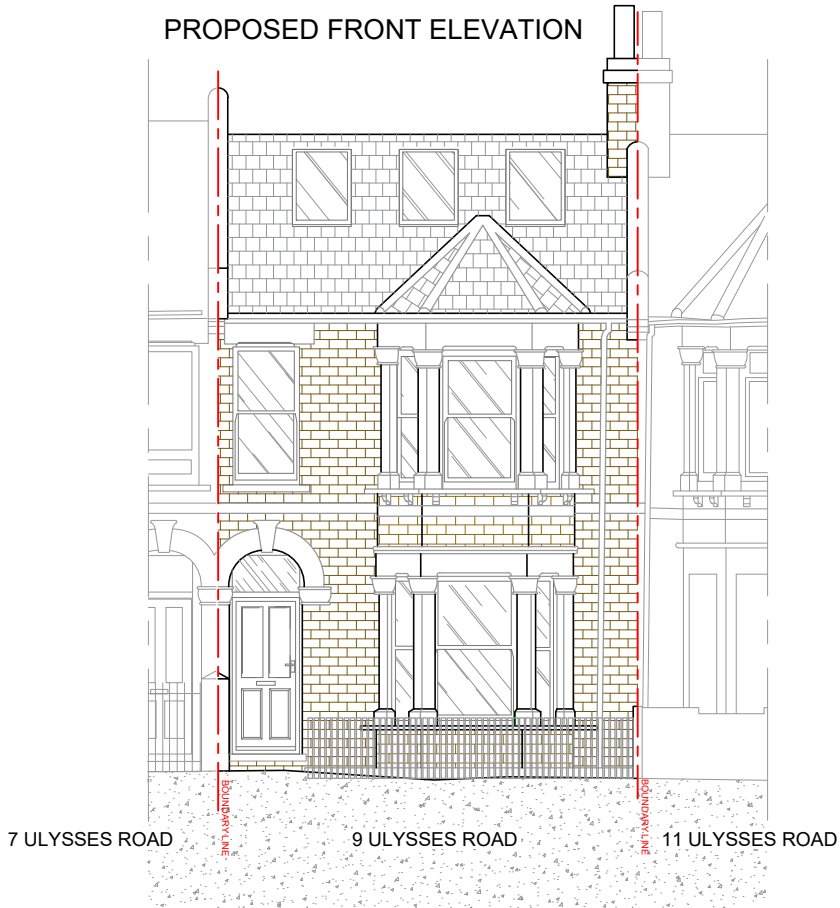 PROPOSED FRONT ELEVATION
BOUNDARY LINE
BOUNDARY LINE
7 ULYSSES ROAD
9 ULYSSES ROAD
11 ULYSSES ROAD